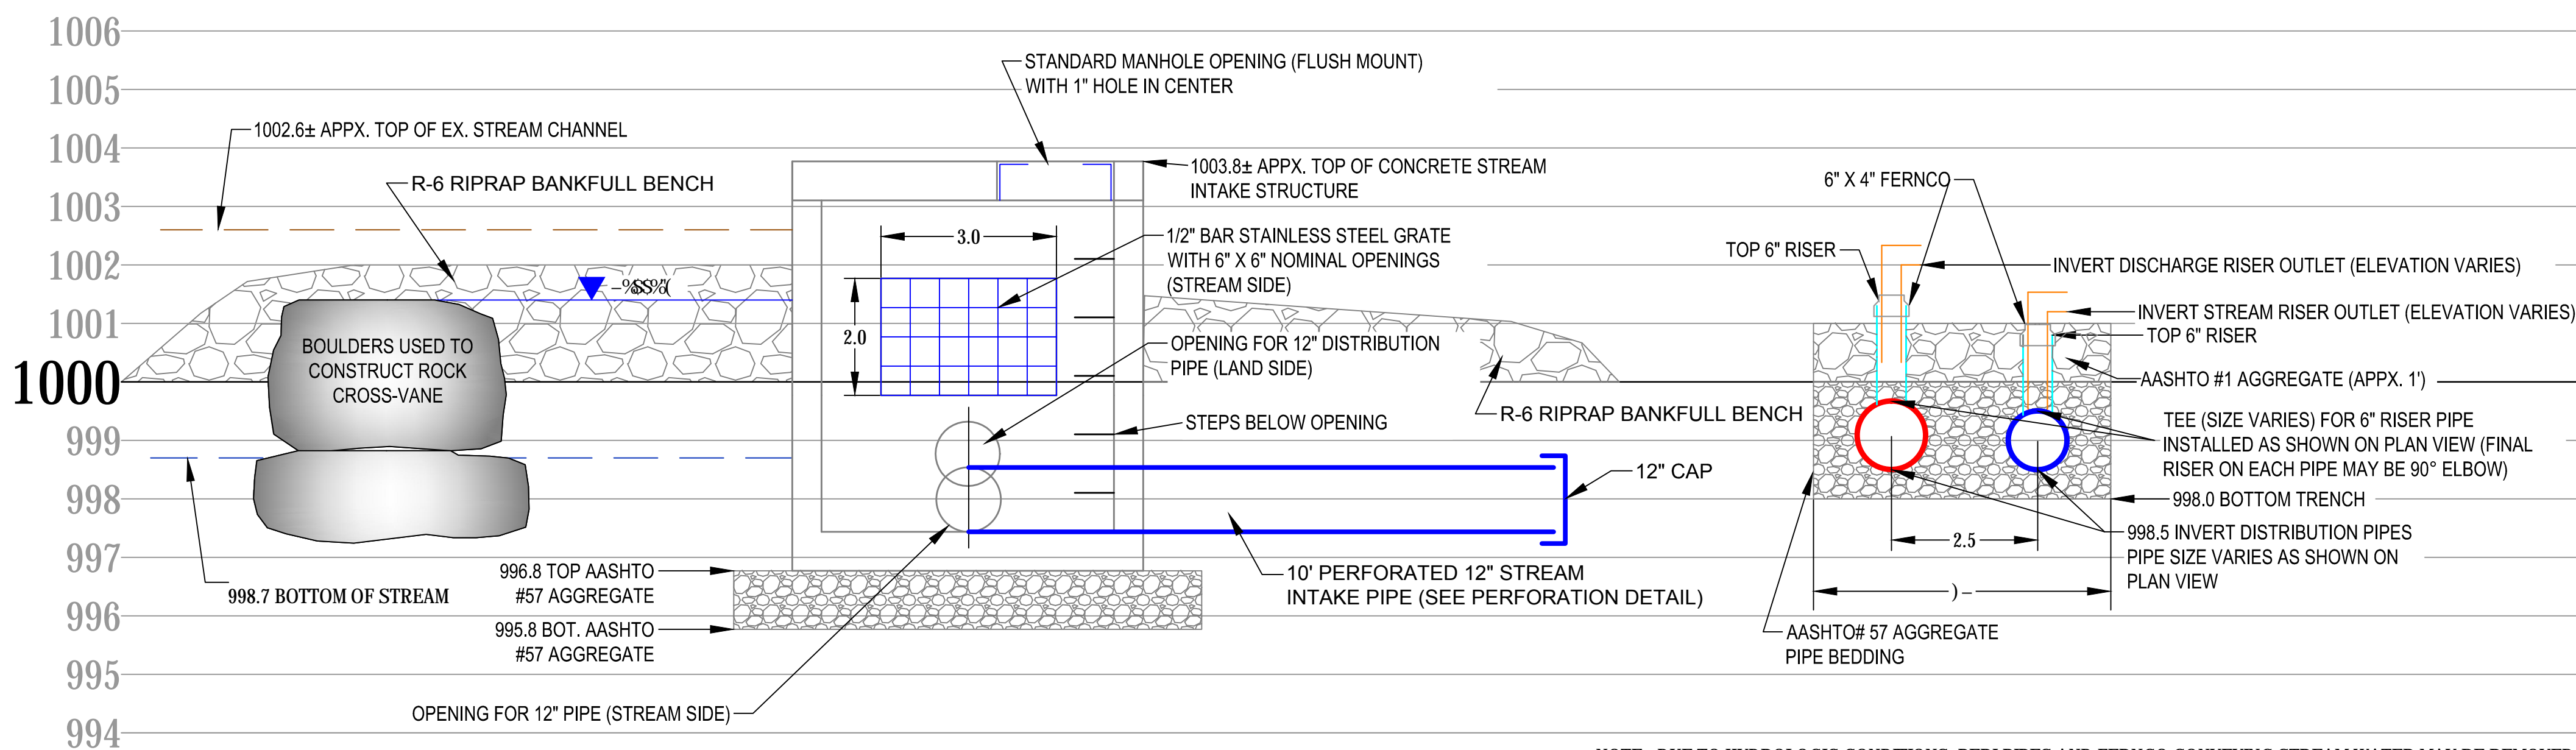 1006
1005
1004
1003
1002
1001
1000
999
998
997
996
995
994
STANDARD MANHOLE OPENING (FLUSH MOUNT)
WITH 1" HOLE IN CENTER
1002.6± APPX. TOP OF EX. STREAM CHANNEL
R-6 RIPRAP BANKFULL BENCH
1003.8± APPX. TOP OF CONCRETE STREAM
INTAKE STRUCTURE
6" X 4" FERNCO
3.0
1/2" BAR STAINLESS STEEL GRATE
WITH 6" X 6" NOMINAL OPENINGS
(STREAM SIDE)
TOP 6" RISER
INVERT DISCHARGE RISER OUTLET (ELEVATION VARIES)
INVERT STREAM RISER OUTLET (ELEVATION VARIES)
TOP 6" RISER
2.0
BOULDERS USED TO
CONSTRUCT ROCK
CROSS-VANE
OPENING FOR 12" DISTRIBUTION
PIPE (LAND SIDE)
AASHTO #1 AGGREGATE (APPX. 1')
R-6 RIPRAP BANKFULL BENCH
STEPS BELOW OPENING
TEE (SIZE VARIES) FOR 6" RISER PIPE
INSTALLED AS SHOWN ON PLAN VIEW (FINAL
RISER ON EACH PIPE MAY BE 90° ELBOW)
12" CAP
998.0 BOTTOM TRENCH
998.5 INVERT DISTRIBUTION PIPES
PIPE SIZE VARIES AS SHOWN ON
PLAN VIEW
2.5
) –
998.7 BOTTOM OF STREAM
996.8 TOP AASHTO
#57 AGGREGATE
10' PERFORATED 12" STREAM
INTAKE PIPE (SEE PERFORATION DETAIL)
995.8 BOT. AASHTO
#57 AGGREGATE
AASHTO# 57 AGGREGATE
PIPE BEDDING
OPENING FOR 12" PIPE (STREAM SIDE)